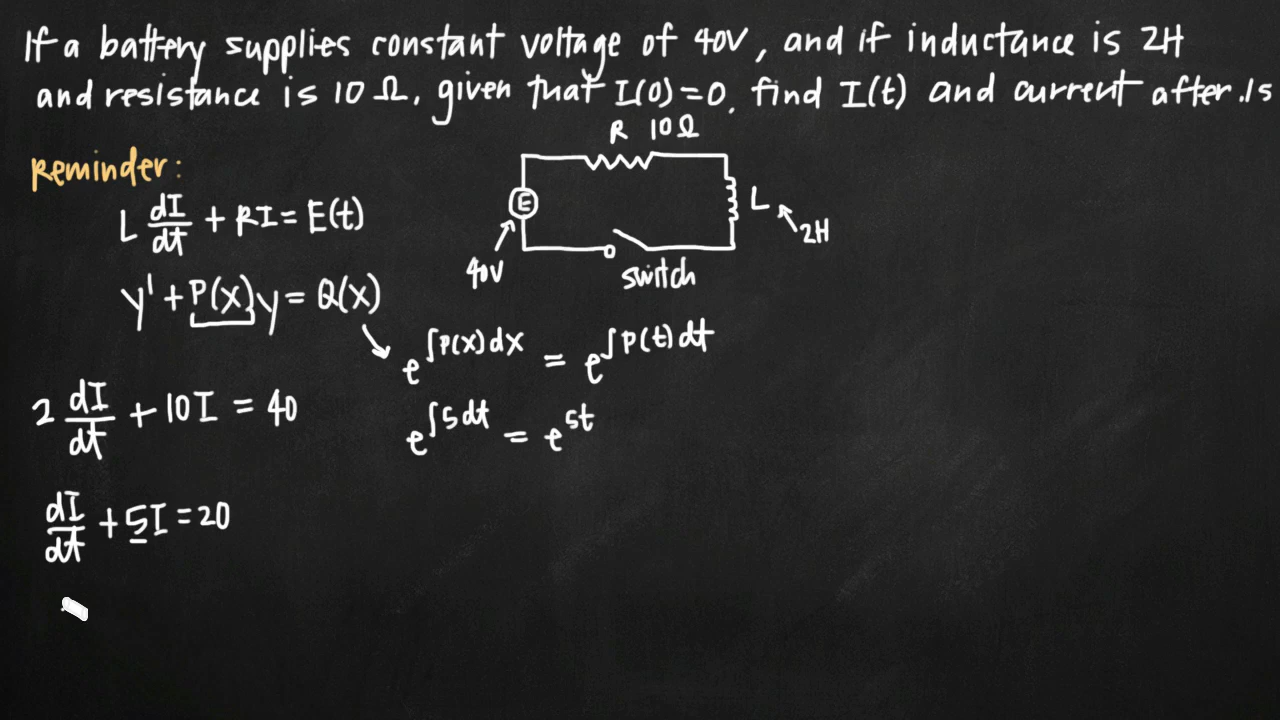 If a battery supplies constant voltage of 40V, and if inductance is 2H
and resistance is 10 Ω, given that I(0)=0, find I(t) and current after .1s
Reminder:
R 10Ω
L dI/dt + RI = E(t)
E
L
2H
40V
switch
y' + P(x)y = Q(x)
e^∫P(x)dx = e^∫P(t)dt
2 dI/dt + 10I = 40
e^∫5dt = e^5t
dI/dt + 5I = 20